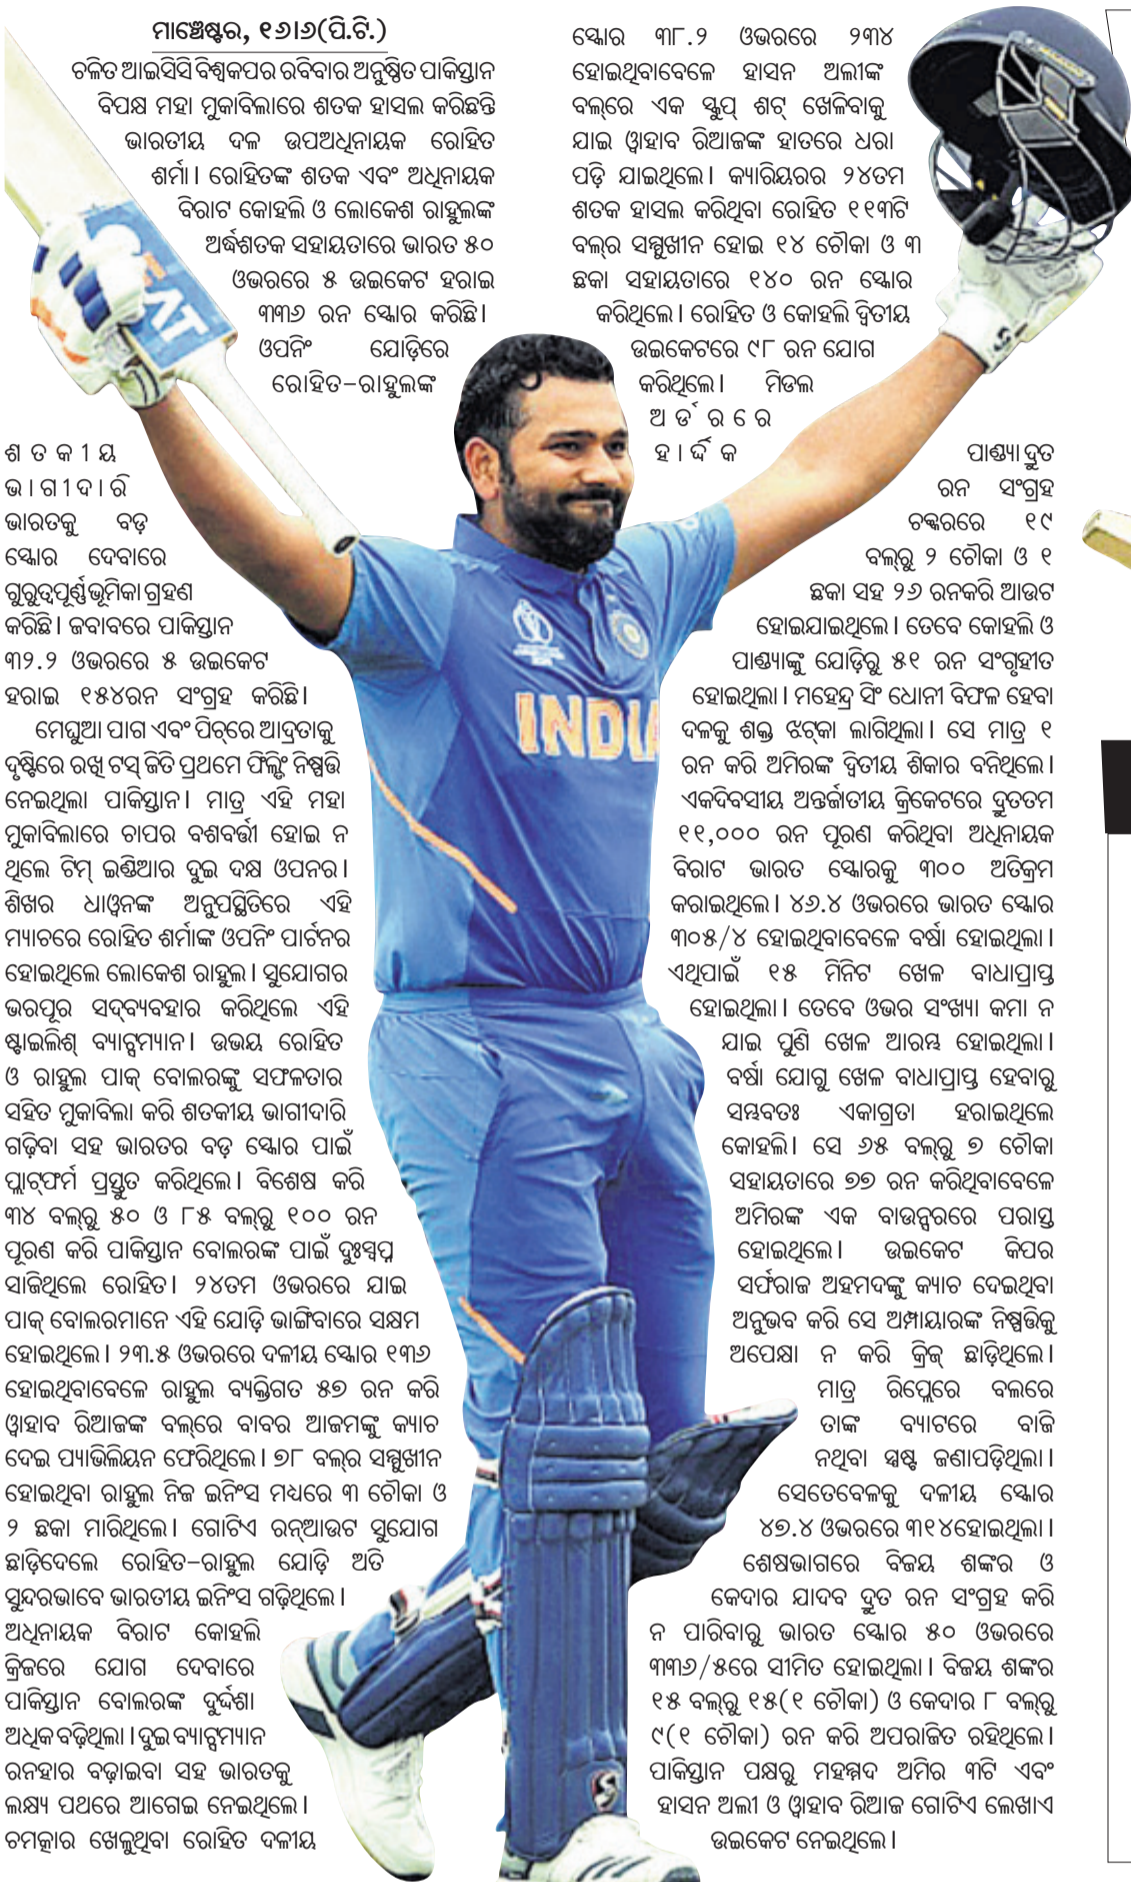 ମାଞ୍ଚେଷ୍ଟର, ୧୬।୬(ପି.ଟି.)
ଚଳିତ ଆଇସିସି ବିଶ୍ୱକପର ରବିବାର ଅନୁଷ୍ଠିତ ପାକିସ୍ତାନ
ବିପକ୍ଷ ମହା ମୁକାବିଲାରେ ଶତକ ହାସଲ କରିଛନ୍ତି
ଭାରତୀୟ ଦଳ ଉପଅଧିନାୟକ ରୋହିତ
ଶର୍ମା। ରୋହିତଙ୍କ ଶତକ ଏବଂ ଅଧିନାୟକ
ବିରାଟ କୋହଲି ଓ ଲୋକେଶ ରାହୁଲଙ୍କ
ଅର୍ଦ୍ଧଶତକ ସହାୟତାରେ ଭାରତ ୫୦
ଓଭରରେ ୫ ଉଇକେଟ ହରାଇ
୩୩୬ ରନ ସ୍କୋର କରିଛି।
ଓପନିଂ ଯୋଡ଼ିରେ
ରୋହିତ-ରାହୁଲଙ୍କ
ଶତକୀୟ
ଭାଗୀଦାରି
ଭାରତକୁ ବଡ଼
ସ୍କୋର ଦେବାରେ
ଗୁରୁତ୍ୱପୂର୍ଣ୍ଣ ଭୂମିକା ଗ୍ରହଣ
କରିଛି। ଜବାବରେ ପାକିସ୍ତାନ
୩୨.୨ ଓଭରରେ ୫ ଉଇକେଟ
ହରାଇ ୧୫୪ରନ ସଂଗ୍ରହ କରିଛି।
ମେଘୁଆ ପାଗ ଏବଂ ପିଚ୍‌ରେ ଆଦ୍ରତାକୁ
ଦୃଷ୍ଟିରେ ରଖି ଟସ୍ ଜିତି ପ୍ରଥମେ ଫିଲ୍ଡିଂ ନିଷ୍ପତ୍ତି
ନେଇଥିଲା ପାକିସ୍ତାନ। ମାତ୍ର ଏହି ମହା
ମୁକାବିଲାରେ ଚାପର ବଶବର୍ତ୍ତୀ ହୋଇ ନ
ଥିଲେ ଟିମ୍ ଇଣ୍ଡିଆର ଦୁଇ ଦକ୍ଷ ଓପନର।
ଶିଖର ଧାୱନଙ୍କ ଅନୁପସ୍ଥିତିରେ ଏହି
ମ୍ୟାଚରେ ରୋହିତ ଶର୍ମାଙ୍କ ଓପନିଂ ପାର୍ଟନର
ହୋଇଥିଲେ ଲୋକେଶ ରାହୁଲ। ସୁଯୋଗର
ଭରପୂର ସଦ୍‌ବ୍ୟବହାର କରିଥିଲେ ଏହି
ଷ୍ଟାଇଲିଶ୍ ବ୍ୟାଟ୍ସମ୍ୟାନ। ଉଭୟ ରୋହିତ
ଓ ରାହୁଲ ପାକ୍ ବୋଲରଙ୍କୁ ସଫଳତାର
ସହିତ ମୁକାବିଲା କରି ଶତକୀୟ ଭାଗୀଦାରି
ଗଢ଼ିବା ସହ ଭାରତର ବଡ଼ ସ୍କୋର ପାଇଁ
ପ୍ଲାଟ୍‌ଫର୍ମ ପ୍ରସ୍ତୁତ କରିଥିଲେ। ବିଶେଷ କରି
୩୪ ବଲ୍‌ରୁ ୫୦ ଓ ୮୫ ବଲ୍‌ରୁ ୧୦୦ ରନ
ପୂରଣ କରି ପାକିସ୍ତାନ ବୋଲରଙ୍କ ପାଇଁ ଦୁଃସ୍ୱପ୍ନ
ସାଜିଥିଲେ ରୋହିତ। ୨୪ତମ ଓଭରରେ ଯାଇ
ପାକ୍ ବୋଲରମାନେ ଏହି ଯୋଡ଼ି ଭାଙ୍ଗିବାରେ ସକ୍ଷମ
ହୋଇଥିଲେ। ୨୩.୫ ଓଭରରେ ଦଳୀୟ ସ୍କୋର ୧୩୬
ହୋଇଥିବାବେଳେ ରାହୁଲ ବ୍ୟକ୍ତିଗତ ୫୭ ରନ କରି
ୱାହାବ ରିଆଜଙ୍କ ବଲ୍‌ରେ ବାବର ଆଜମଙ୍କୁ କ୍ୟାଚ
ଦେଇ ପ୍ୟାଭିଲିୟନ ଫେରିଥିଲେ। ୭୮ ବଲ୍‌ର ସମ୍ମୁଖୀନ
ହୋଇଥିବା ରାହୁଲ ନିଜ ଇନିଂସ ମଧରେ ୩ ଚୌକା ଓ
୨ ଛକା ମାରିଥିଲେ। ଗୋଟିଏ ରନ୍‌ଆଉଟ ସୁଯୋଗ
ଛାଡ଼ିଦେଲେ ରୋହିତ-ରାହୁଲ ଯୋଡ଼ି ଅତି
ସୁନ୍ଦରଭାବେ ଭାରତୀୟ ଇନିଂସ ଗଢ଼ିଥିଲେ।
ଅଧିନାୟକ ବିରାଟ କୋହଲି
କ୍ରିଜରେ ଯୋଗ ଦେବାରେ
ପାକିସ୍ତାନ ବୋଲରଙ୍କ ଦୁର୍ଦ୍ଦଶା
ଅଧିକ ବଢ଼ିଥିଲା। ଦୁଇ ବ୍ୟାଟ୍ସମ୍ୟାନ
ରନହାର ବଢ଼ାଇବା ସହ ଭାରତକୁ
ଲକ୍ଷ୍ୟ ପଥରେ ଆଗେଇ ନେଇଥିଲେ।
ଚମତ୍କାର ଖେଳୁଥିବା ରୋହିତ ଦଳୀୟ
ସ୍କୋର ୩୮.୨ ଓଭରରେ ୨୩୪
ହୋଇଥିବାବେଳେ ହାସନ ଅଲୀଙ୍କ
ବଲ୍‌ରେ ଏକ ସ୍କୁପ୍ ଶଟ୍ ଖେଳିବାକୁ
ଯାଇ ୱାହାବ ରିଆଜଙ୍କ ହାତରେ ଧରା
ପଡ଼ି ଯାଇଥିଲେ। କ୍ୟାରିୟରର ୨୪ତମ
ଶତକ ହାସଲ କରିଥିବା ରୋହିତ ୧୧୩ଟି
ବଲ୍‌ର ସମ୍ମୁଖୀନ ହୋଇ ୧୪ ଚୌକା ଓ ୩
ଛକା ସହାୟତାରେ ୧୪୦ ରନ ସ୍କୋର
କରିଥିଲେ। ରୋହିତ ଓ କୋହଲି ଦ୍ୱିତୀୟ
ଉଇକେଟରେ ୯୮ ରନ ଯୋଗ
କରିଥିଲେ। ମିଡଲ
ଅର୍ଡରରେ
ହାର୍ଦ୍ଦିକ
ପାଣ୍ଡ୍ୟା ଦ୍ରୁତ
ରନ ସଂଗ୍ରହ
ଚକ୍କରରେ ୧୯
ବଲ୍‌ରୁ ୨ ଚୌକା ଓ ୧
ଛକା ସହ ୨୬ ରନକରି ଆଉଟ
ହୋଇଯାଇଥିଲେ। ତେବେ କୋହଲି ଓ
ପାଣ୍ଡ୍ୟାଙ୍କୁ ଯୋଡ଼ିରୁ ୫୧ ରନ ସଂଗୃହୀତ
ହୋଇଥିଲା। ମହେନ୍ଦ୍ର ସିଂ ଧୋନୀ ବିଫଳ ହେବା
ଦଳକୁ ଶକ୍ତ ଝଟ୍‌କା ଲାଗିଥିଲା। ସେ ମାତ୍ର ୧
ରନ କରି ଅମିରଙ୍କ ଦ୍ୱିତୀୟ ଶିକାର ବନିଥିଲେ।
ଏକଦିବସୀୟ ଅନ୍ତର୍ଜାତୀୟ କ୍ରିକେଟରେ ଦ୍ରୁତତମ
୧୧,୦୦୦ ରନ ପୂରଣ କରିଥିବା ଅଧିନାୟକ
ବିରାଟ ଭାରତ ସ୍କୋରକୁ ୩୦୦ ଅତିକ୍ରମ
କରାଇଥିଲେ। ୪୬.୪ ଓଭରରେ ଭାରତ ସ୍କୋର
୩୦୫/୪ ହୋଇଥିବାବେଳେ ବର୍ଷା ହୋଇଥିଲା।
ଏଥିପାଇଁ ୧୫ ମିନିଟ ଖେଳ ବାଧାପ୍ରାପ୍ତ
ହୋଇଥିଲା। ତେବେ ଓଭର ସଂଖ୍ୟା କମା ନ
ଯାଇ ପୁଣି ଖେଳ ଆରମ୍ଭ ହୋଇଥିଲା।
ବର୍ଷା ଯୋଗୁ ଖେଳ ବାଧାପ୍ରାପ୍ତ ହେବାରୁ
ସମ୍ଭବତଃ ଏକାଗ୍ରତା ହରାଇଥିଲେ
କୋହଲି। ସେ ୬୫ ବଲ୍‌ରୁ ୭ ଚୌକା
ସହାୟତାରେ ୭୭ ରନ କରିଥିବାବେଳେ
ଅମିରଙ୍କ ଏକ ବାଉନ୍ସରରେ ପରାସ୍ତ
ହୋଇଥିଲେ। ଉଇକେଟ କିପର
ସର୍ଫରାଜ ଅହମଦଙ୍କୁ କ୍ୟାଚ ଦେଇଥିବା
ଅନୁଭବ କରି ସେ ଅମ୍ପାୟାରଙ୍କ ନିଷ୍ପତ୍ତିକୁ
ଅପେକ୍ଷା ନ କରି କ୍ରିଜ୍ ଛାଡ଼ିଥିଲେ।
ମାତ୍ର ରିପ୍ଲେରେ ବଲରେ
ତାଙ୍କ ବ୍ୟାଟରେ ବାଜି
ନଥିବା ସ୍ପଷ୍ଟ ଜଣାପଡ଼ିଥିଲା।
ସେତେବେଳକୁ ଦଳୀୟ ସ୍କୋର
୪୭.୪ ଓଭରରେ ୩୧୪ହୋଇଥିଲା।
ଶେଷଭାଗରେ ବିଜୟ ଶଙ୍କର ଓ
କେଦାର ଯାଦବ ଦ୍ରୁତ ରନ ସଂଗ୍ରହ କରି
ନ ପାରିବାରୁ ଭାରତ ସ୍କୋର ୫୦ ଓଭରରେ
୩୩୬/୫ରେ ସୀମିତ ହୋଇଥିଲା। ବିଜୟ ଶଙ୍କର
୧୫ ବଲ୍‌ରୁ ୧୫(୧ ଚୌକା) ଓ କେଦାର ୮ ବଲ୍‌ରୁ
୯(୧ ଚୌକା) ରନ କରି ଅପରାଜିତ ରହିଥିଲେ।
ପାକିସ୍ତାନ ପକ୍ଷରୁ ମହମ୍ମଦ ଅମିର ୩ଟି ଏବଂ
ହାସନ ଅଲୀ ଓ ୱାହାବ ରିଆଜ ଗୋଟିଏ ଲେଖାଏ
ଉଇକେଟ ନେଇଥିଲେ।
INDIA